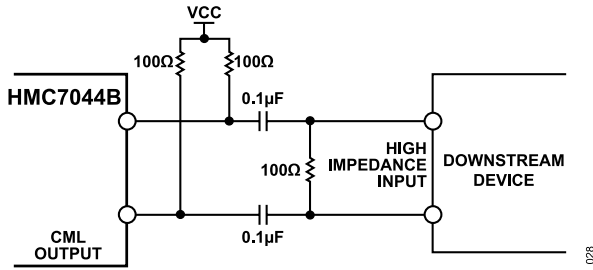 VCC
100Ω 100Ω
HMC7044B
0.1µF
100Ω
HIGH
IMPEDANCE
INPUT
DOWNSTREAM
DEVICE
CML
OUTPUT
0.1µF
028